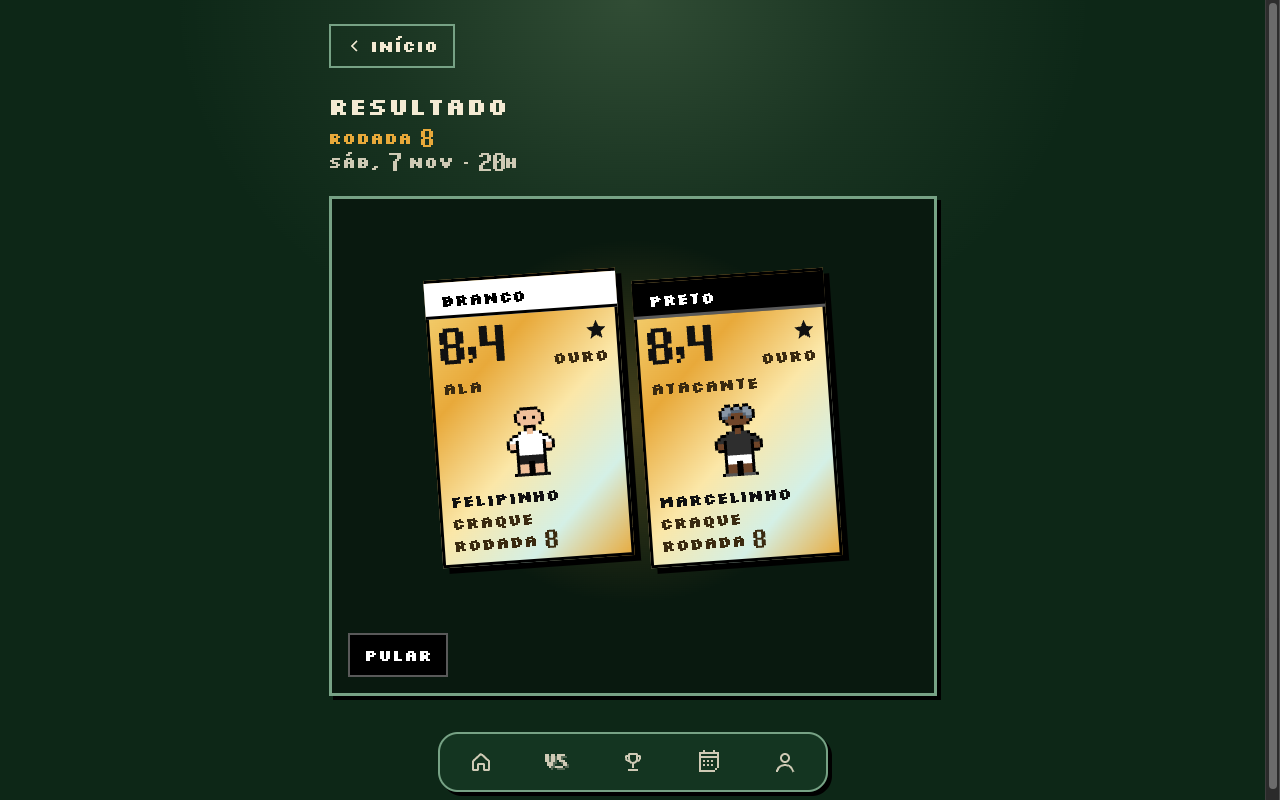 INÍCIO
RESULTADO
RODADA 8
SÁB, 7 NOV · 20H
BRANCO
8,4
OURO
ALA
FELIPINHO
CRAQUE
RODADA 8
PRETO
8,4
OURO
ATACANTE
MARCELINHO
CRAQUE
RODADA 8
PULAR
VS